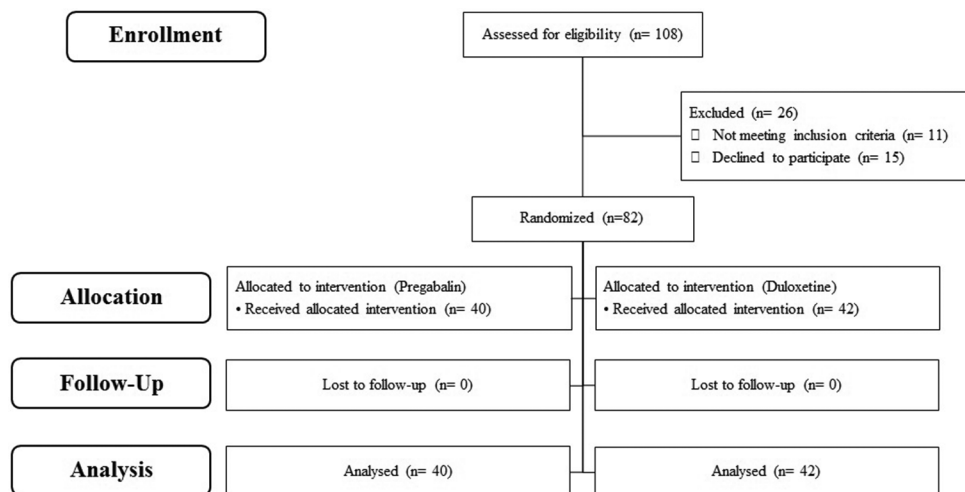 Enrollment
Assessed for eligibility (n= 108)
Excluded (n= 26)
▯ Not meeting inclusion criteria (n= 11)
▯ Declined to participate (n= 15)
Randomized (n=82)
Allocation
Allocated to intervention (Pregabalin)
• Received allocated intervention (n= 40)
Allocated to intervention (Duloxetine)
• Received allocated intervention (n= 42)
Follow-Up
Lost to follow-up (n= 0)
Lost to follow-up (n= 0)
Analysis
Analysed (n= 40)
Analysed (n= 42)